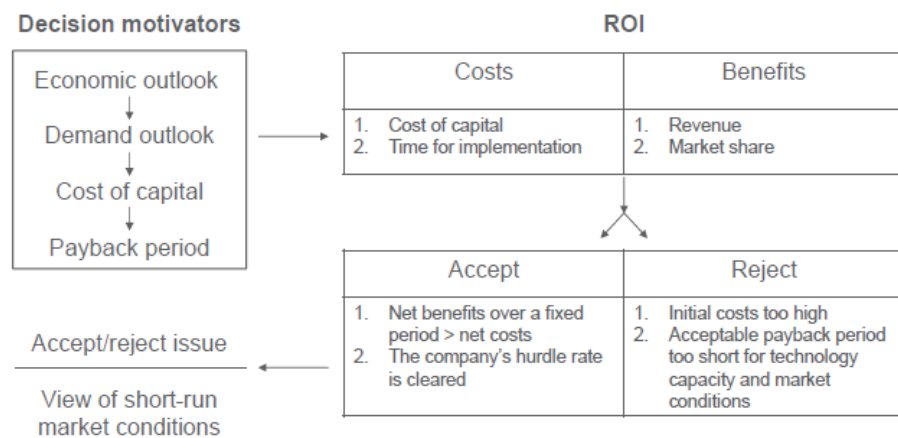 Decision motivators
Economic outlook
Demand outlook
Cost of capital
Payback period
ROI
Costs
Benefits
1. Cost of capital
2. Time for implementation
1. Revenue
2. Market share
Accept
Reject
1. Net benefits over a fixed
period > net costs
2. The company's hurdle rate
is cleared
1. Initial costs too high
2. Acceptable payback period
too short for technology
capacity and market
conditions
Accept/reject issue
View of short-run
market conditions